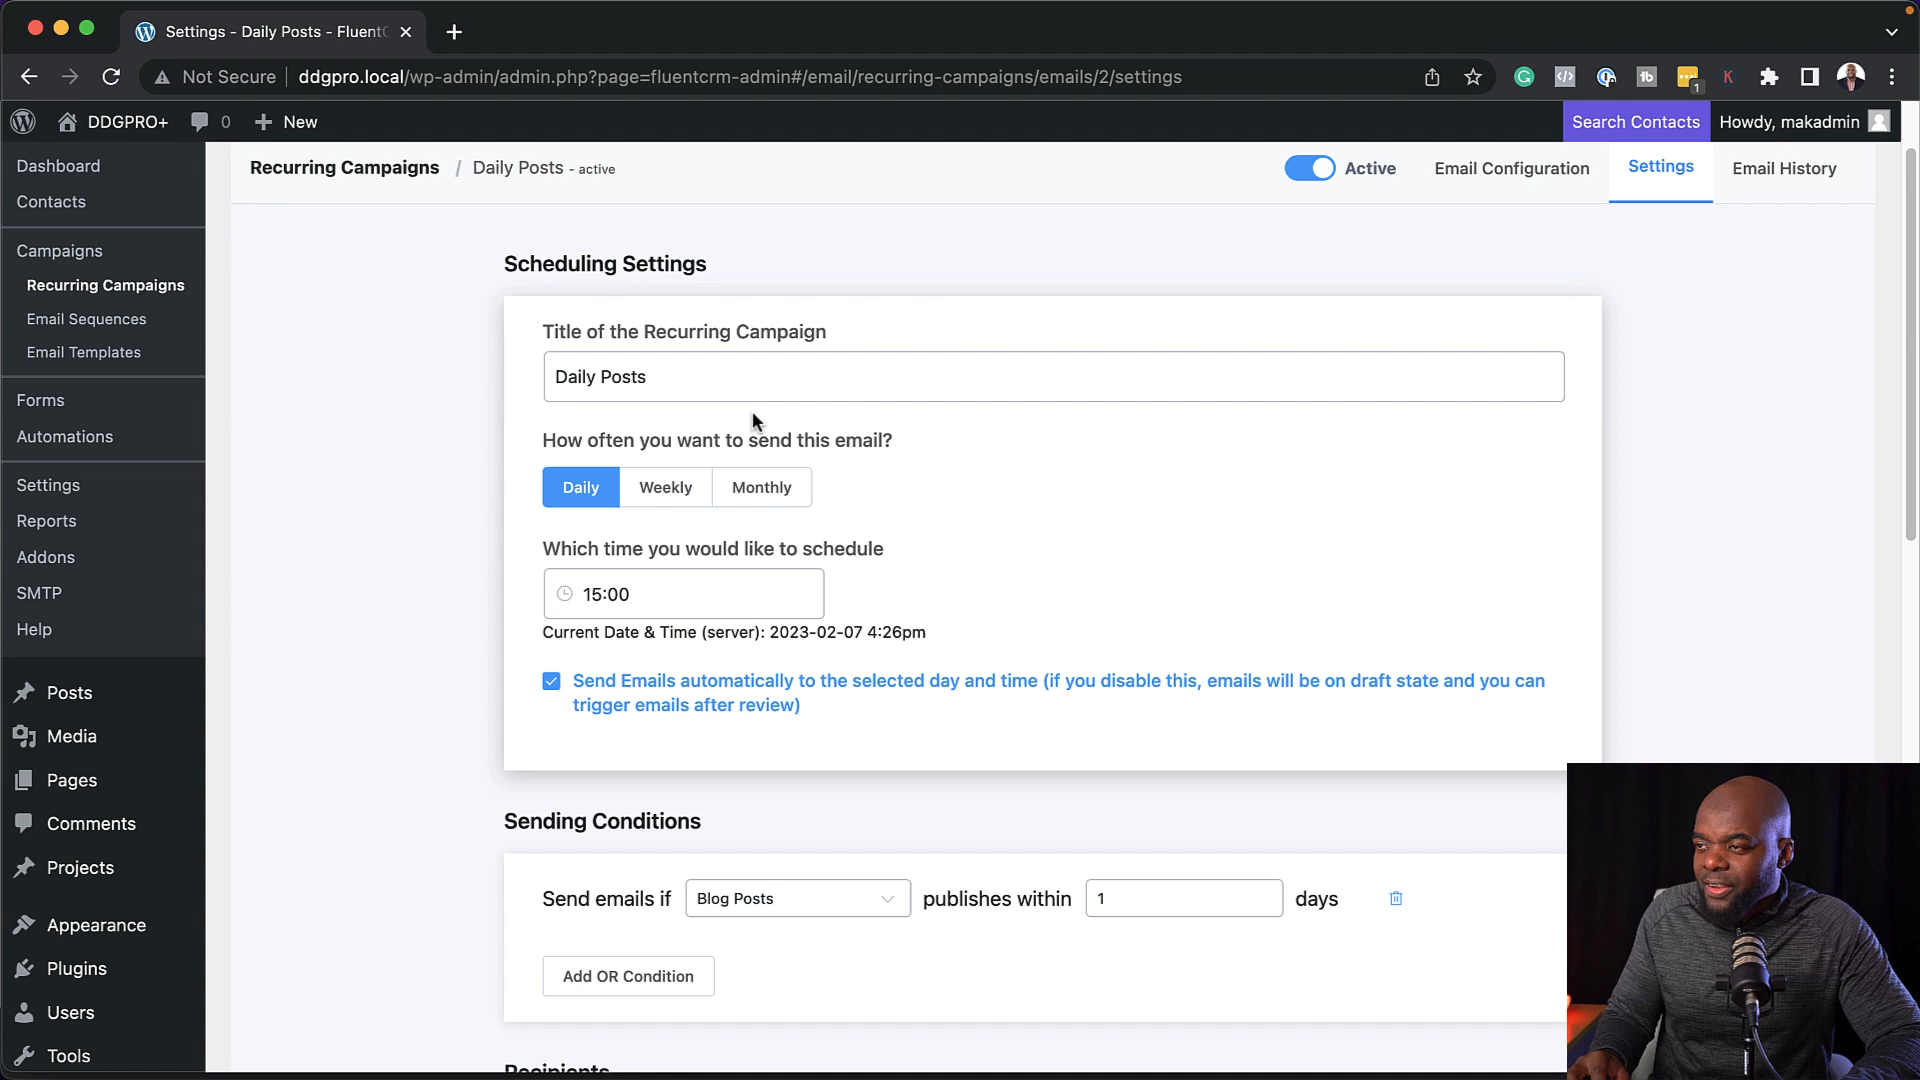 Settings - Daily Posts - Fluent
Not Secure ddgpro.local/wp-admin/admin.php?page=fluentcrm-admin#/email/recurring-campaigns/emails/2/settings
1
DDGPRO+ 0 New
Search Contacts Howdy, makadmin
Dashboard
Contacts
Campaigns
Recurring Campaigns
Email Sequences
Email Templates
Forms
Automations
Settings
Reports
Addons
SMTP
Help
Posts
Media
Pages
Comments
Projects
Appearance
Plugins
Users
Tools
Recurring Campaigns / Daily Posts - active
Active Email Configuration Settings Email History
Scheduling Settings
Title of the Recurring Campaign
Daily Posts
How often you want to send this email?
Daily Weekly Monthly
Which time you would like to schedule
15:00
Current Date & Time (server): 2023-02-07 4:26pm
Send Emails automatically to the selected day and time (if you disable this, emails will be on draft state and you can
trigger emails after review)
Sending Conditions
Send emails if Blog Posts publishes within 1 days
Add OR Condition
Recipients